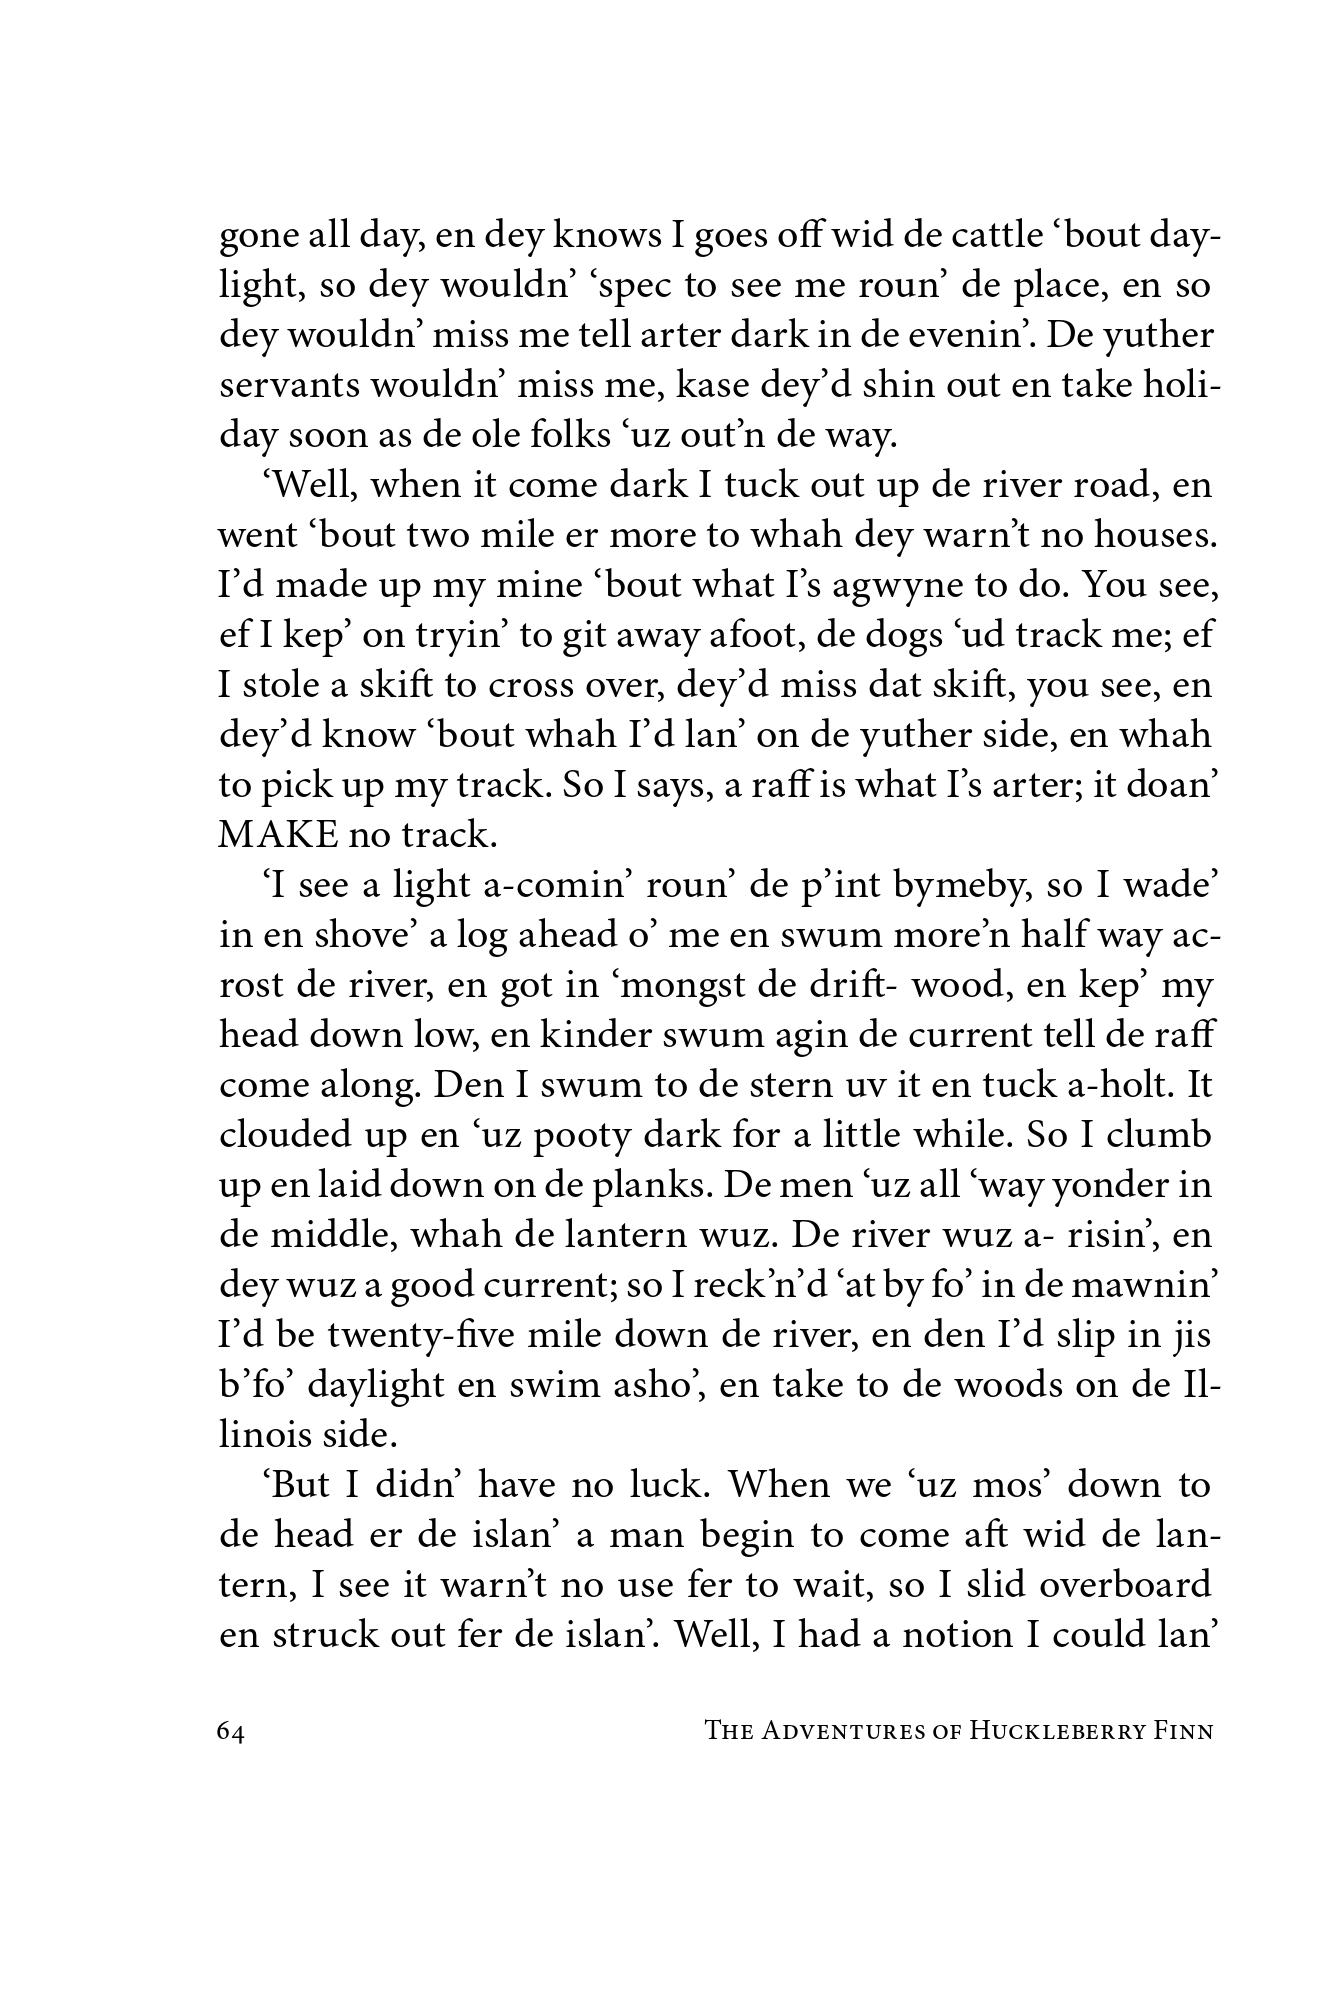 gone all day, en dey knows I goes off wid de cattle ‘bout day-
light, so dey wouldn’ ‘spec to see me roun’ de place, en so
dey wouldn’ miss me tell arter dark in de evenin’. De yuther
servants wouldn’ miss me, kase dey’d shin out en take holi-
day soon as de ole folks ‘uz out’n de way.
‘Well, when it come dark I tuck out up de river road, en
went ‘bout two mile er more to whah dey warn’t no houses.
I’d made up my mine ‘bout what I’s agwyne to do. You see,
ef I kep’ on tryin’ to git away afoot, de dogs ‘ud track me; ef
I stole a skift to cross over, dey’d miss dat skift, you see, en
dey’d know ‘bout whah I’d lan’ on de yuther side, en whah
to pick up my track. So I says, a raff is what I’s arter; it doan’
MAKE no track.
‘I see a light a-comin’ roun’ de p’int bymeby, so I wade’
in en shove’ a log ahead o’ me en swum more’n half way ac-
rost de river, en got in ‘mongst de drift- wood, en kep’ my
head down low, en kinder swum agin de current tell de raff
come along. Den I swum to de stern uv it en tuck a-holt. It
clouded up en ‘uz pooty dark for a little while. So I clumb
up en laid down on de planks. De men ‘uz all ‘way yonder in
de middle, whah de lantern wuz. De river wuz a- risin’, en
dey wuz a good current; so I reck’n’d ‘at by fo’ in de mawnin’
I’d be twenty-five mile down de river, en den I’d slip in jis
b’fo’ daylight en swim asho’, en take to de woods on de Il-
linois side.
‘But I didn’ have no luck. When we ‘uz mos’ down to
de head er de islan’ a man begin to come aft wid de lan-
tern, I see it warn’t no use fer to wait, so I slid overboard
en struck out fer de islan’. Well, I had a notion I could lan’
64 The Adventures of Huckleberry Finn